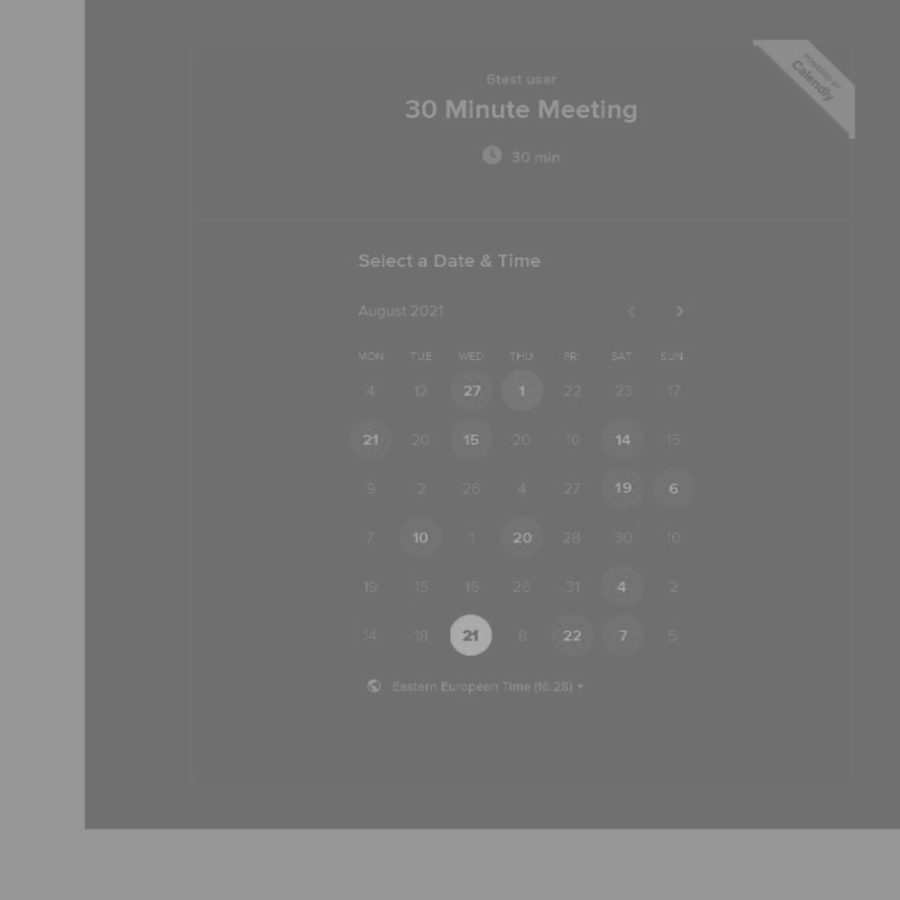 POWERED BY
Calendly
6test user
30 Minute Meeting
30 min
Select a Date & Time
August 2021
MON TUE WED THU FRI SAT SUN
4 12 27 1 22 23 17
21 20 15 20 10 14 15
9 2 26 4 27 19 6
7 10 1 20 28 30 10
19 15 16 26 31 4 2
14 18 21 8 22 7 5
Eastern European Time (16:28)